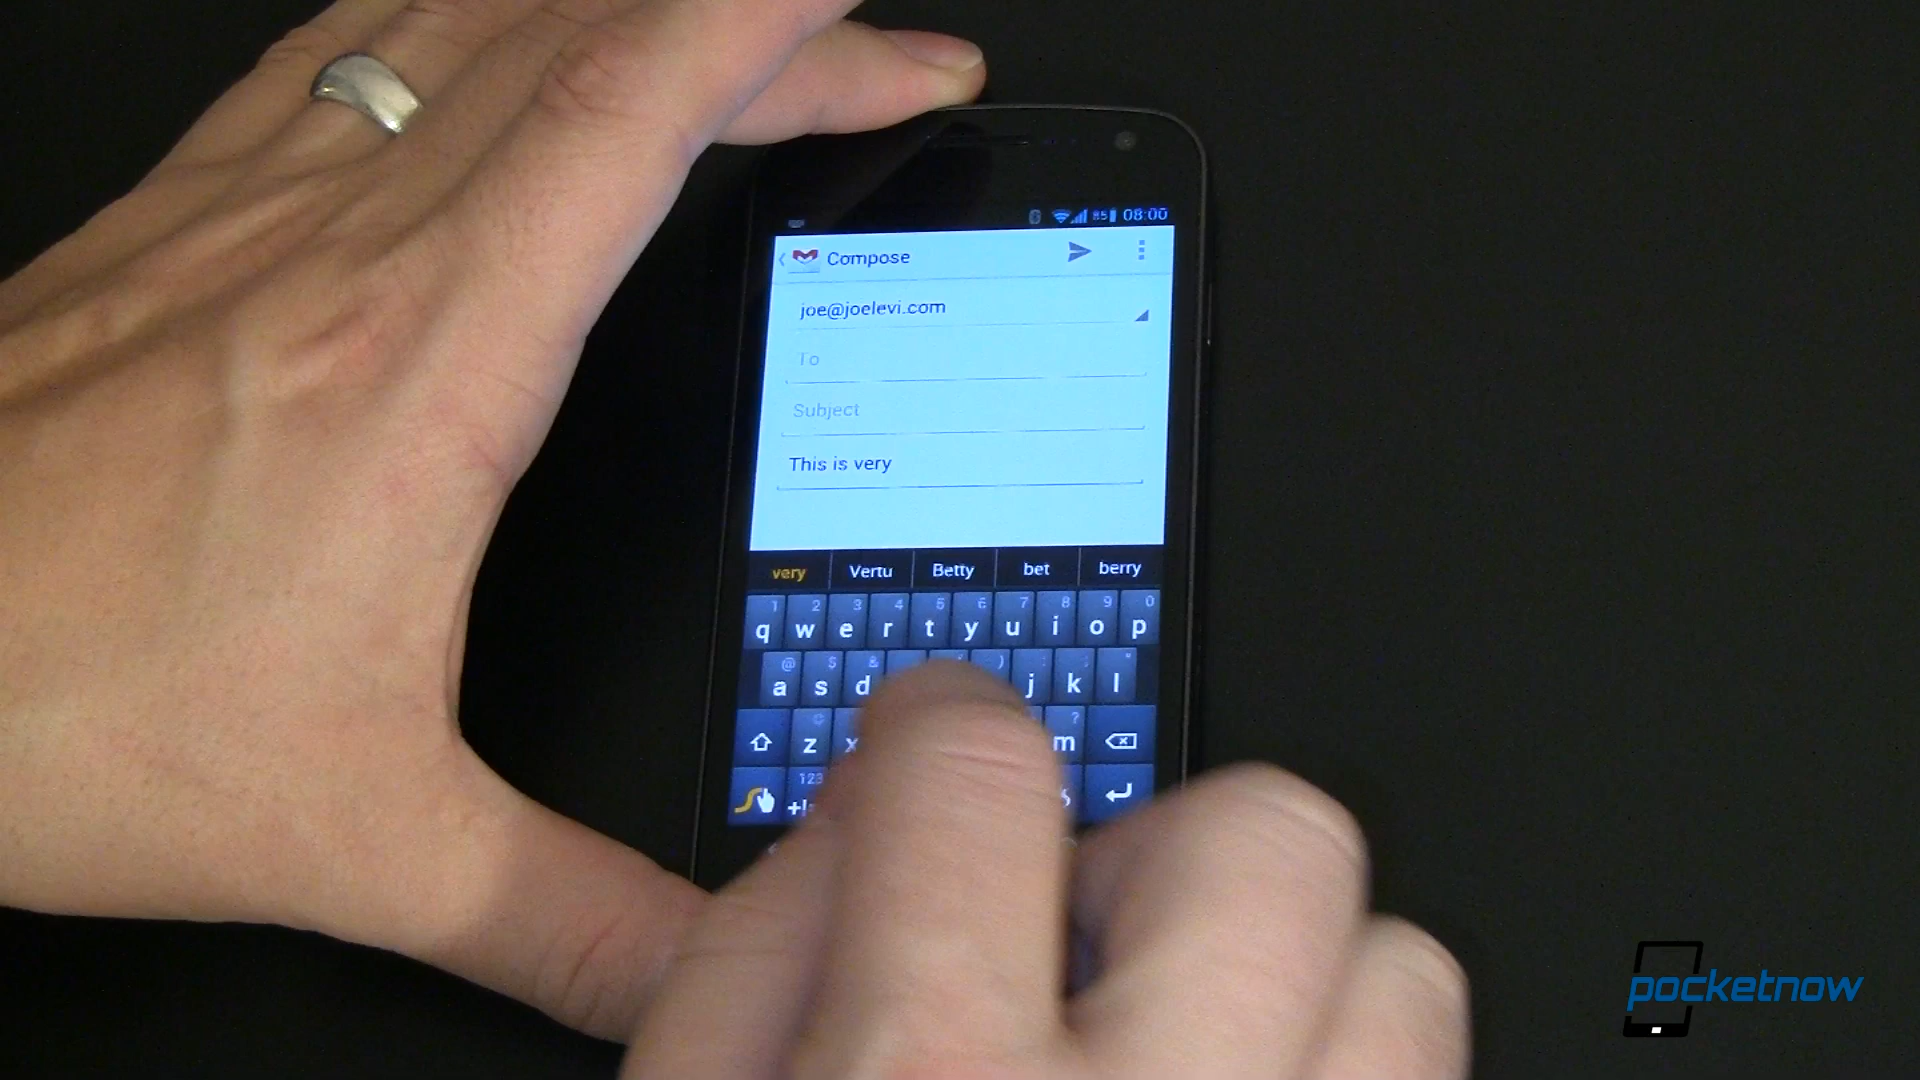 85 08:00
Compose
joe@joelevi.com
To
Subject
This is very
very Vertu Betty bet berry
1 2 3 4 5 6 7 8 9 0
q w e r t y u i o p
@ $ & ( ) : ; "
a s d j k l
?
z x m
123
+!
pocketnow